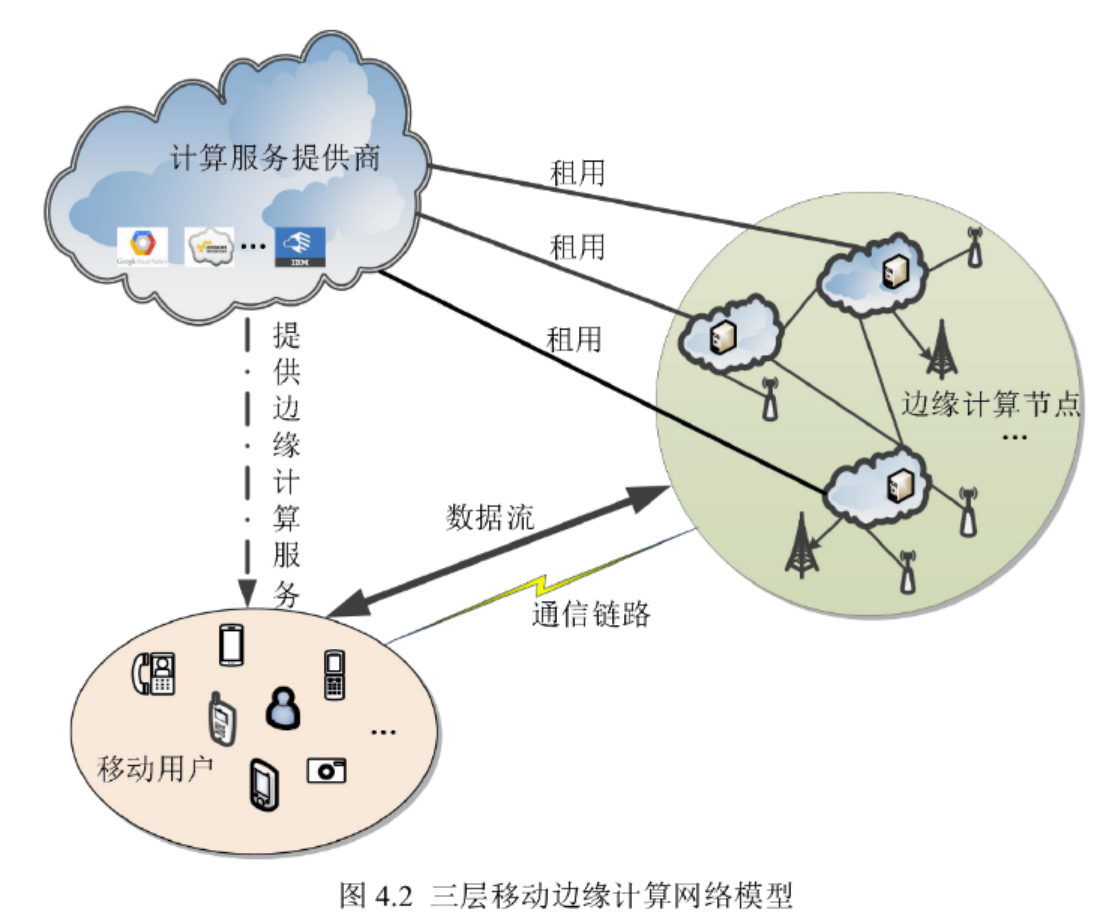 计算服务提供商
Google Cloud Platform
IBM
租用
租用
租用
提供边缘计算服务
边缘计算节点
...
数据流
通信链路
移动用户
...
图 4.2 三层移动边缘计算网络模型